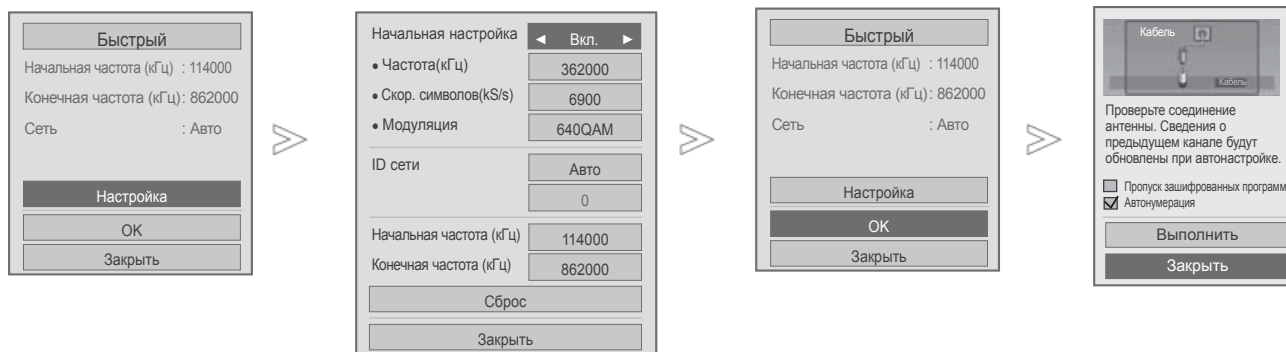 Быстрый
Начальная частота (кГц) : 114000
Конечная частота (кГц): 862000
Сеть : Авто
Настройка
OK
Закрыть
Начальная настройка ◄ Вкл. ►
• Частота(кГц) 362000
• Скор. символов(kS/s) 6900
• Модуляция 640QAM
ID сети Авто
0
Начальная частота (кГц) 114000
Конечная частота (кГц) 862000
Сброс
Закрыть
Быстрый
Начальная частота (кГц) : 114000
Конечная частота (кГц): 862000
Сеть : Авто
Настройка
OK
Закрыть
Кабель
Кабель
Проверьте соединение
антенны. Сведения о
предыдущем канале будут
обновлены при автонастройке.
Пропуск зашифрованных программ
Автонумерация
Выполнить
Закрыть